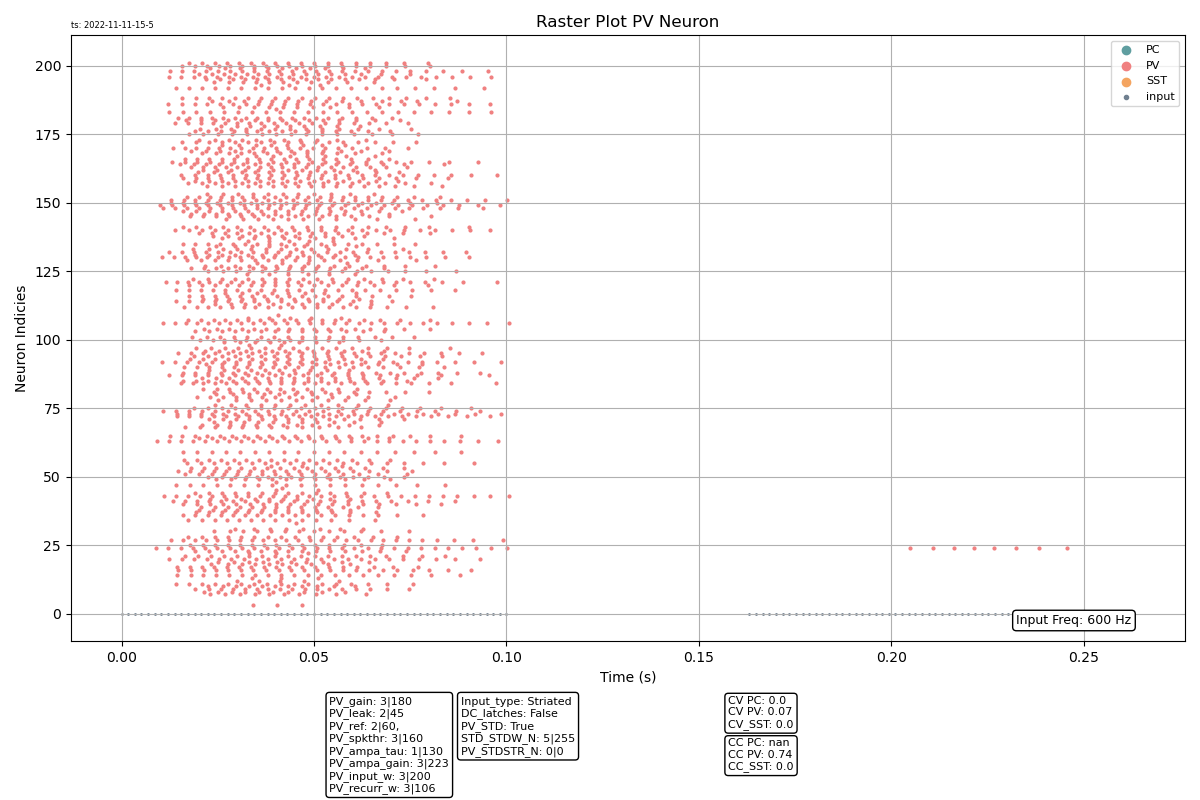 ts: 2022-11-11-15-5
Raster Plot PV Neuron
PC
PV
SST
input
200
175
150
125
100
75
50
25
0
Neuron Indicies
Input Freq: 600 Hz
0.00 0.05 0.10 0.15 0.20 0.25
Time (s)
PV_gain: 3|180
PV_leak: 2|45
PV_ref: 2|60,
PV_spkthr: 3|160
PV_ampa_tau: 1|130
PV_ampa_gain: 3|223
PV_input_w: 3|200
PV_recurr_w: 3|106
Input_type: Striated
DC_latches: False
PV_STD: True
STD_STDW_N: 5|255
PV_STDSTR_N: 0|0
CV PC: 0.0
CV PV: 0.07
CV_SST: 0.0
CC PC: nan
CC PV: 0.74
CC_SST: 0.0